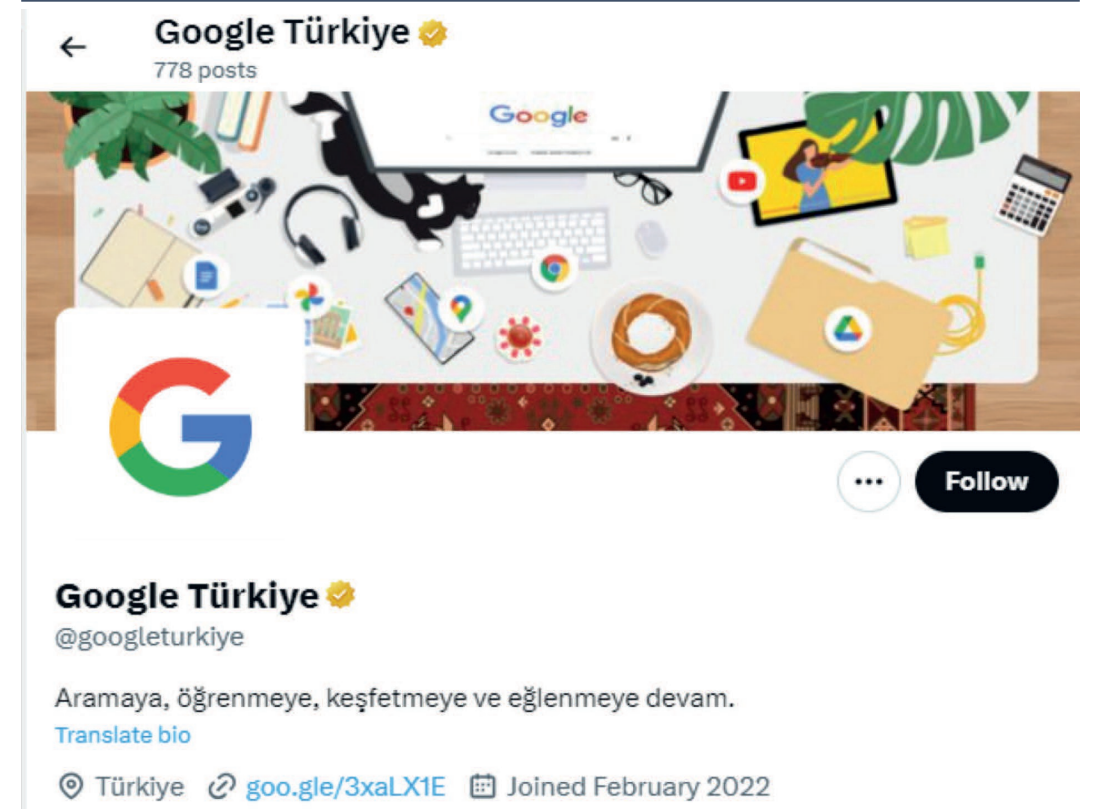 Google Türkiye
778 posts
Google
Follow
Google Türkiye
@googleturkiye
Aramaya, öğrenmeye, keşfetmeye ve eğlenmeye devam.
Translate bio
Türkiye goo.gle/3xaLX1E Joined February 2022